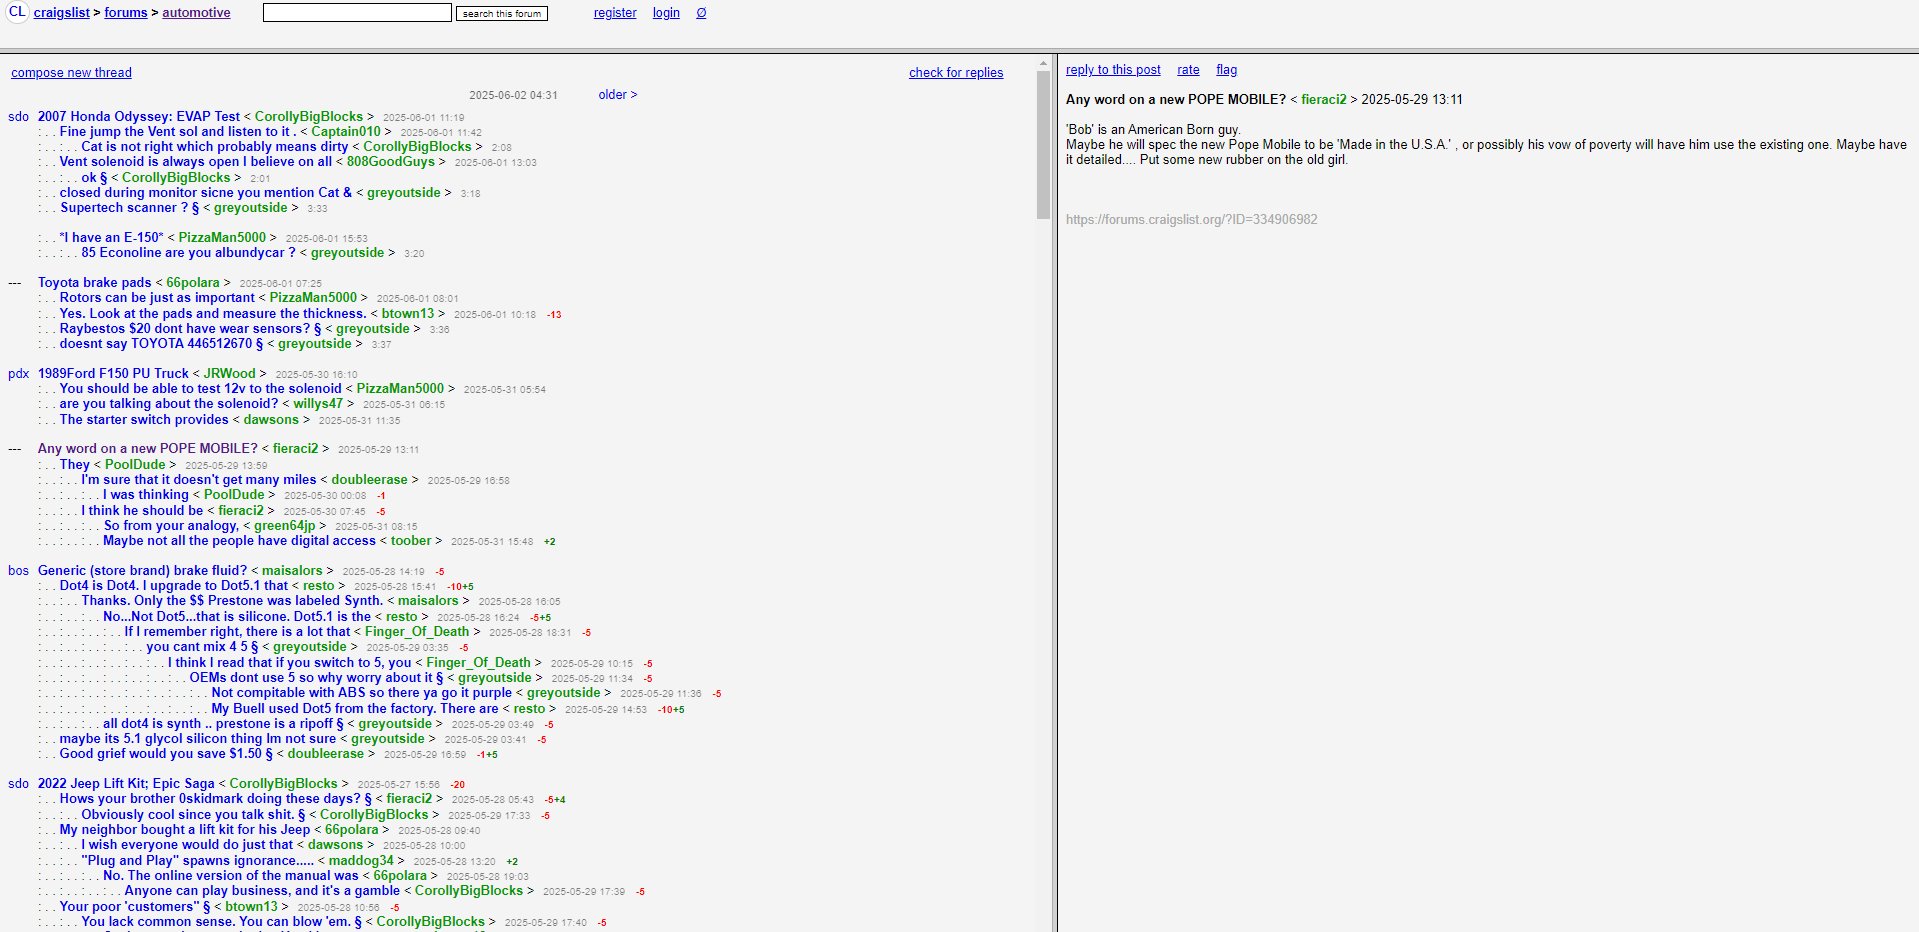 CL craigslist > forums > automotive search this forum register login Ø
compose new thread check for replies
2025-06-02 04:31 older >
sdo 2007 Honda Odyssey: EVAP Test < CorollyBigBlocks > 2025-06-01 11:19
: . . Fine jump the Vent sol and listen to it . < Captain010 > 2025-06-01 11:42
: . . : . . Cat is not right which probably means dirty < CorollyBigBlocks > 2:08
: . . Vent solenoid is always open I believe on all < 808GoodGuys > 2025-06-01 13:03
: . . : . . ok § < CorollyBigBlocks > 2:01
: . . closed during monitor sicne you mention Cat & < greyoutside > 3:18
: . . Supertech scanner ? § < greyoutside > 3:33
: . . *I have an E-150* < PizzaMan5000 > 2025-06-01 15:53
: . . : . . 85 Econoline are you albundycar ? < greyoutside > 3:20
--- Toyota brake pads < 66polara > 2025-06-01 07:25
: . . Rotors can be just as important < PizzaMan5000 > 2025-06-01 08:01
: . . Yes. Look at the pads and measure the thickness. < btown13 > 2025-06-01 10:18 -13
: . . Raybestos $20 dont have wear sensors? § < greyoutside > 3:36
: . . doesnt say TOYOTA 446512670 § < greyoutside > 3:37
pdx 1989Ford F150 PU Truck < JRWood > 2025-05-30 16:10
: . . You should be able to test 12v to the solenoid < PizzaMan5000 > 2025-05-31 05:54
: . . are you talking about the solenoid? < willys47 > 2025-05-31 06:15
: . . The starter switch provides < dawsons > 2025-05-31 11:35
--- Any word on a new POPE MOBILE? < fieraci2 > 2025-05-29 13:11
: . . They < PoolDude > 2025-05-29 13:59
: . . : . . I'm sure that it doesn't get many miles < doubleerase > 2025-05-29 16:58
: . . : . . : . . I was thinking < PoolDude > 2025-05-30 00:08 -1
: . . : . . I think he should be < fieraci2 > 2025-05-30 07:45 -5
: . . : . . : . . So from your analogy, < green64jp > 2025-05-31 08:15
: . . : . . : . . Maybe not all the people have digital access < toober > 2025-05-31 15:48 +2
bos Generic (store brand) brake fluid? < maisalors > 2025-05-28 14:19 -5
: . . Dot4 is Dot4. I upgrade to Dot5.1 that < resto > 2025-05-28 15:41 -10+5
: . . : . . Thanks. Only the $$ Prestone was labeled Synth. < maisalors > 2025-05-28 16:05
: . . : . . : . . No...Not Dot5...that is silicone. Dot5.1 is the < resto > 2025-05-28 16:24 -5+5
: . . : . . : . . : . . If I remember right, there is a lot that < Finger_Of_Death > 2025-05-28 18:31 -5
: . . : . . : . . : . . : . . you cant mix 4 5 § < greyoutside > 2025-05-29 03:35 -5
: . . : . . : . . : . . : . . : . . I think I read that if you switch to 5, you < Finger_Of_Death > 2025-05-29 10:15 -5
: . . : . . : . . : . . : . . : . . : . . OEMs dont use 5 so why worry about it § < greyoutside > 2025-05-29 11:34 -5
: . . : . . : . . : . . : . . : . . : . . : . . Not compitable with ABS so there ya go it purple < greyoutside > 2025-05-29 11:36 -5
: . . : . . : . . : . . : . . : . . : . . : . . My Buell used Dot5 from the factory. There are < resto > 2025-05-29 14:53 -10+5
: . . : . . : . . all dot4 is synth .. prestone is a ripoff § < greyoutside > 2025-05-29 03:49 -5
: . . maybe its 5.1 glycol silicon thing Im not sure < greyoutside > 2025-05-29 03:41 -5
: . . Good grief would you save $1.50 § < doubleerase > 2025-05-29 16:59 -1+5
sdo 2022 Jeep Lift Kit; Epic Saga < CorollyBigBlocks > 2025-05-27 15:56 -20
: . . Hows your brother 0skidmark doing these days? § < fieraci2 > 2025-05-28 05:43 -5+4
: . . : . . Obviously cool since you talk shit. § < CorollyBigBlocks > 2025-05-29 17:33 -5
: . . My neighbor bought a lift kit for his Jeep < 66polara > 2025-05-28 09:40
: . . : . . I wish everyone would do just that < dawsons > 2025-05-28 10:00
: . . : . . "Plug and Play" spawns ignorance..... < maddog34 > 2025-05-28 13:20 +2
: . . : . . : . . No. The online version of the manual was < 66polara > 2025-05-28 19:03
: . . : . . : . . : . . Anyone can play business, and it's a gamble < CorollyBigBlocks > 2025-05-29 17:39 -5
: . . Your poor 'customers" § < btown13 > 2025-05-28 10:56 -5
: . . : . . You lack common sense. You can blow 'em. § < CorollyBigBlocks > 2025-05-29 17:40 -5
reply to this post rate flag
Any word on a new POPE MOBILE? < fieraci2 > 2025-05-29 13:11
'Bob' is an American Born guy.
Maybe he will spec the new Pope Mobile to be 'Made in the U.S.A.' , or possibly his vow of poverty will have him use the existing one. Maybe have
it detailed.... Put some new rubber on the old girl.
https://forums.craigslist.org/?ID=334906982